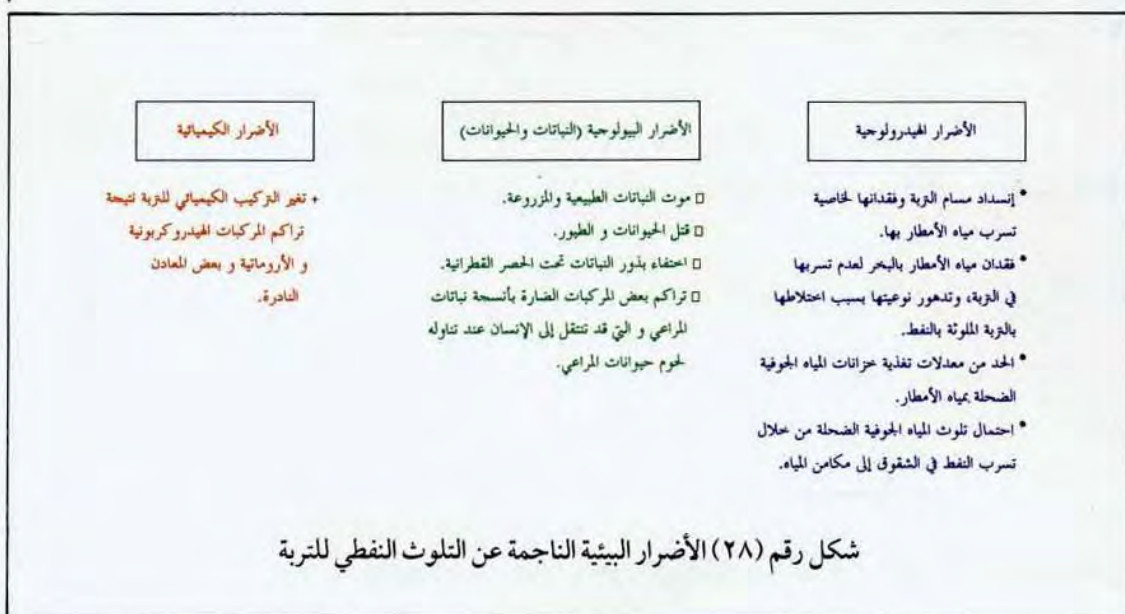 الأضرار الهيدرولوجية
• إنسداد مسام التربة وفقدانها لخاصية
تسرب مياه الأمطار بها.
• فقدان مياه الأمطار بالبخر لعدم تسربها
في التربة، وتدهور نوعيتها بسبب اختلاطها
بالتربة الملوثة بالنفط.
• الحد من معدلات تغذية خزانات المياه الجوفية
الضحلة بمياه الأمطار.
• احتمال تلوث المياه الجوفية الضحلة من خلال
تسرب النفط في الشقوق إلى مكامن المياه.
الأضرار البيولوجية (النباتات والحيوانات)
□ موت النباتات الطبيعية والمزروعة.
□ قتل الحيوانات و الطيور.
□ اختفاء بذور النباتات تحت الحصر القطرانية.
□ تراكم بعض المركبات الضارة بأنسجة نباتات
المراعي و التي قد تنتقل إلى الإنسان عند تناوله
لحوم حيوانات المراعي.
الأضرار الكيميائية
+ تغير التركيب الكيميائي للتربة نتيجة
تراكم المركبات الهيدروكربونية
و الأروماتية و بعض المعادن
النادرة.
شكل رقم (٢٨) الأضرار البيئية الناجمة عن التلوث النفطي للتربة